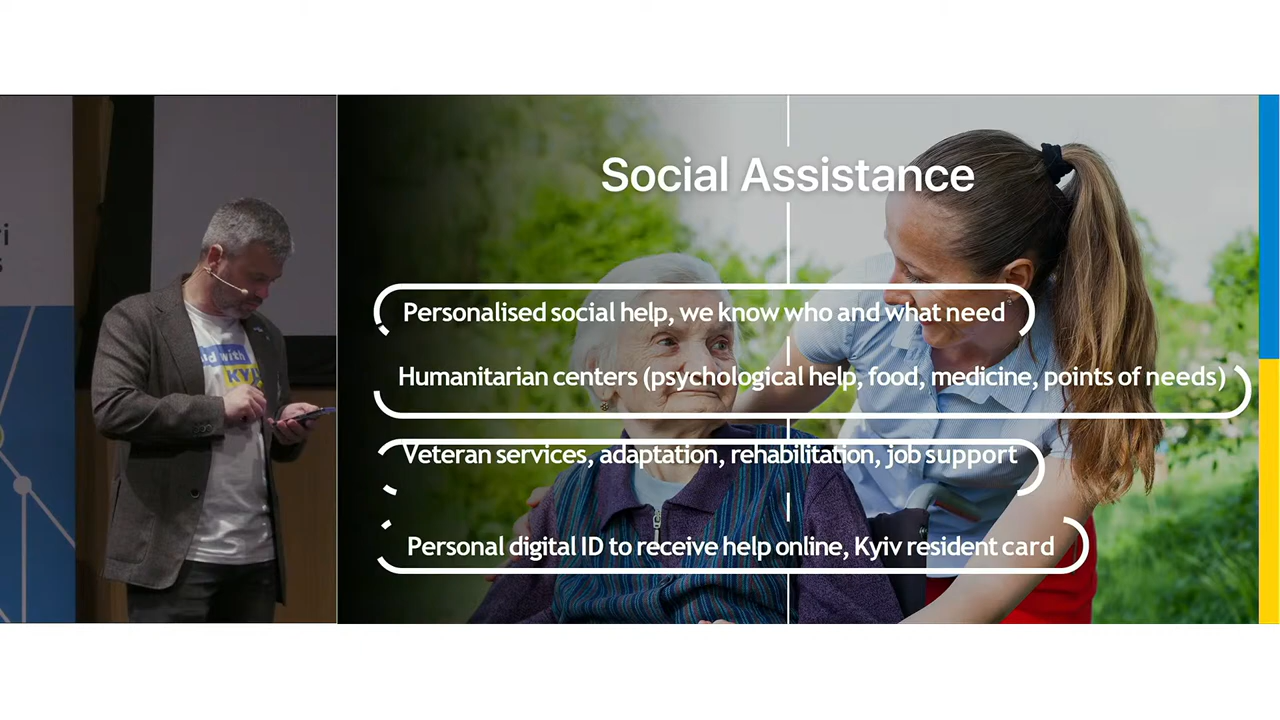 Social Assistance
Personalised social help, we know who and what need
Humanitarian centers (psychological help, food, medicine, points of needs)
Veteran services, adaptation, rehabilitation, job support
Personal digital ID to receive help online, Kyiv resident card
with